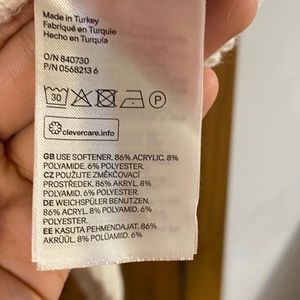 Made in Turkey
Fabriqué en Turquie
Hecho en Turquía
O/N 840730
P/N 0568213 6
30
P
clevercare.info
GB USE SOFTENER. 86% ACRYLIC. 8%
POLYAMIDE. 6% POLYESTER.
CZ POUŽITE ZMĚKČOVACÍ
PROSTŘEDEK. 86% AKRYL. 8%
POLYAMID. 6% POLYESTER.
DE WEICHSPÜLER BENUTZEN.
86% ACRYL. 8% POLYAMID. 6%
POLYESTER.
EE KASUTA PEHMENDAJAT. 86%
AKRÜÜL. 8% POLÜAMIID. 6%